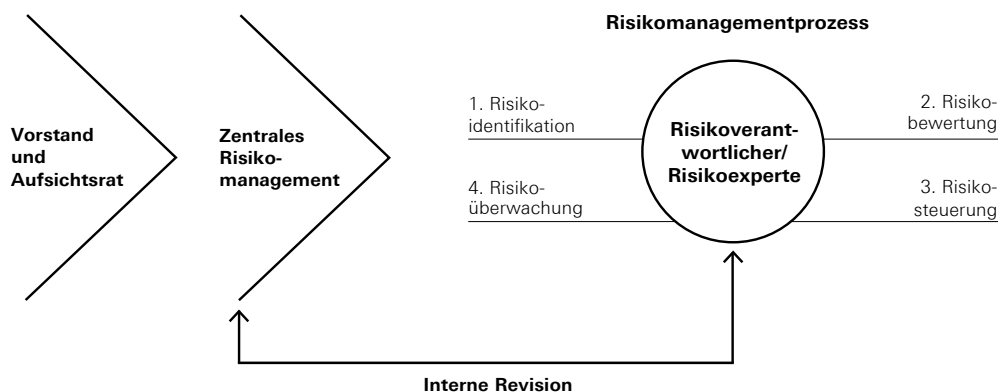 Risikomanagementprozess
Vorstand
und
Aufsichtsrat
Zentrales
Risiko-
management
1. Risiko-
identifikation
Risikoverant-
wortlicher/
Risikoexperte
2. Risiko-
bewertung
4. Risiko-
überwachung
3. Risiko-
steuerung
Interne Revision